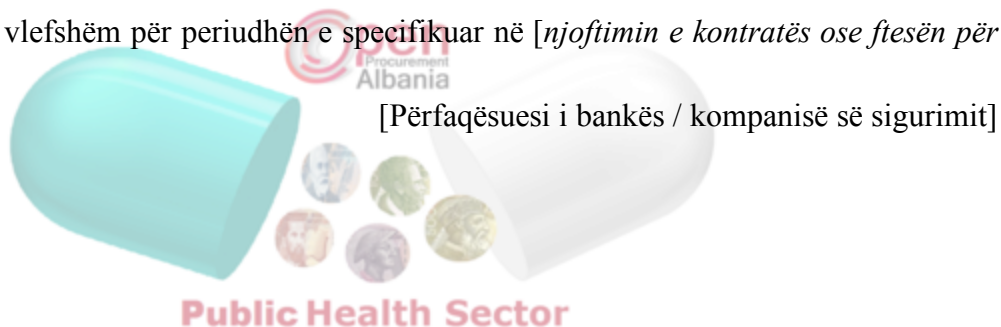 vlefshëm për periudhën e specifikuar në [njoftimin e kontratës ose ftesën për
Open
Procurement
Albania
[Përfaqësuesi i bankës / kompanisë së sigurimit]
Public Health Sector